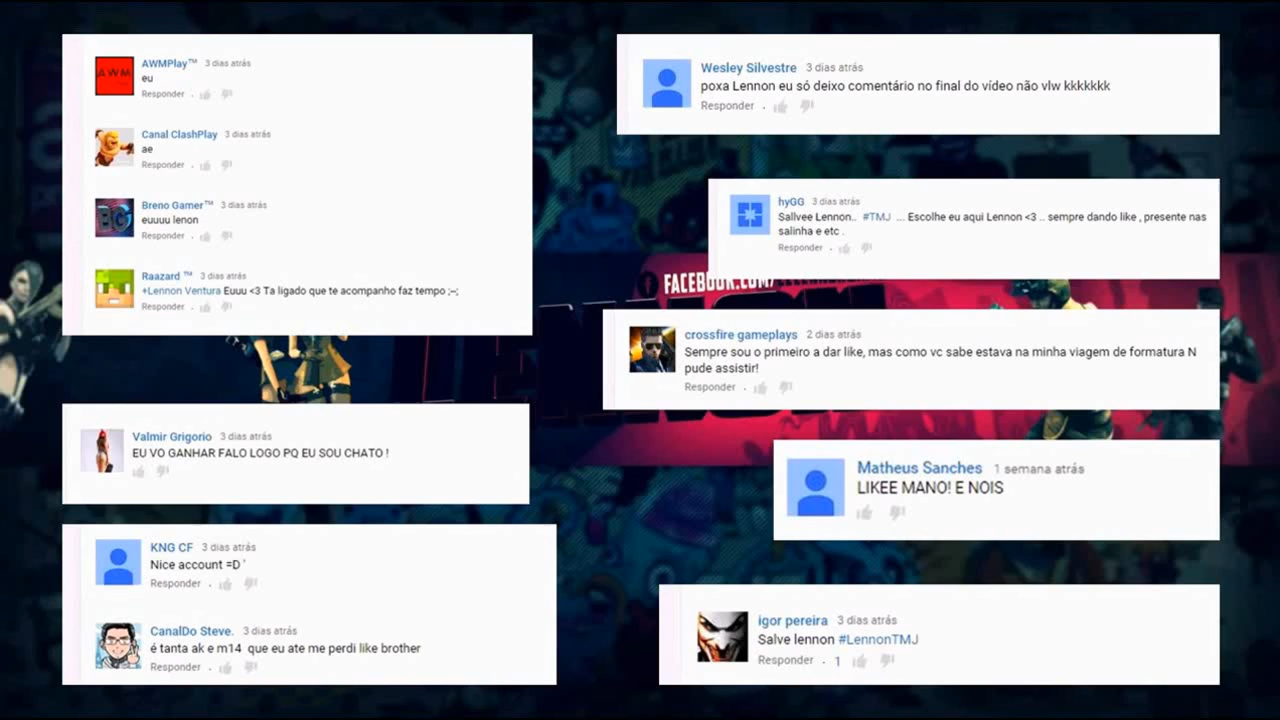 AWMPlay™ 3 dias atrás
eu
Responder .
Canal ClashPlay 3 dias atrás
ae
Responder .
Breno Gamer™ 3 dias atrás
euuuu lenon
Responder .
Raazard ™ 3 dias atrás
+Lennon Ventura Euuu <3 Ta ligado que te acompanho faz tempo ;~;
Responder .
Valmir Grigorio 3 dias atrás
EU VO GANHAR FALO LOGO PQ EU SOU CHATO !
KNG CF 3 dias atrás
Nice account =D '
Responder .
CanalDo Steve. 3 dias atrás
é tanta ak e m14 que eu ate me perdi like brother
Responder .
Wesley Silvestre 3 dias atrás
poxa Lennon eu só deixo comentário no final do vídeo não vlw kkkkkkk
Responder .
hyGG 3 dias atrás
Sallvee Lennon.. #TMJ ... Escolhe eu aqui Lennon <3 .. sempre dando like , presente nas
salinha e etc .
Responder .
FACEBOOK.COM/
crossfire gameplays 2 dias atrás
Sempre sou o primeiro a dar like, mas como vc sabe estava na minha viagem de formatura N
pude assistir!
Responder .
Matheus Sanches 1 semana atrás
LIKEE MANO! E NOIS
igor pereira 3 dias atrás
Salve lennon #LennonTMJ
Responder . 1
AWM
BG